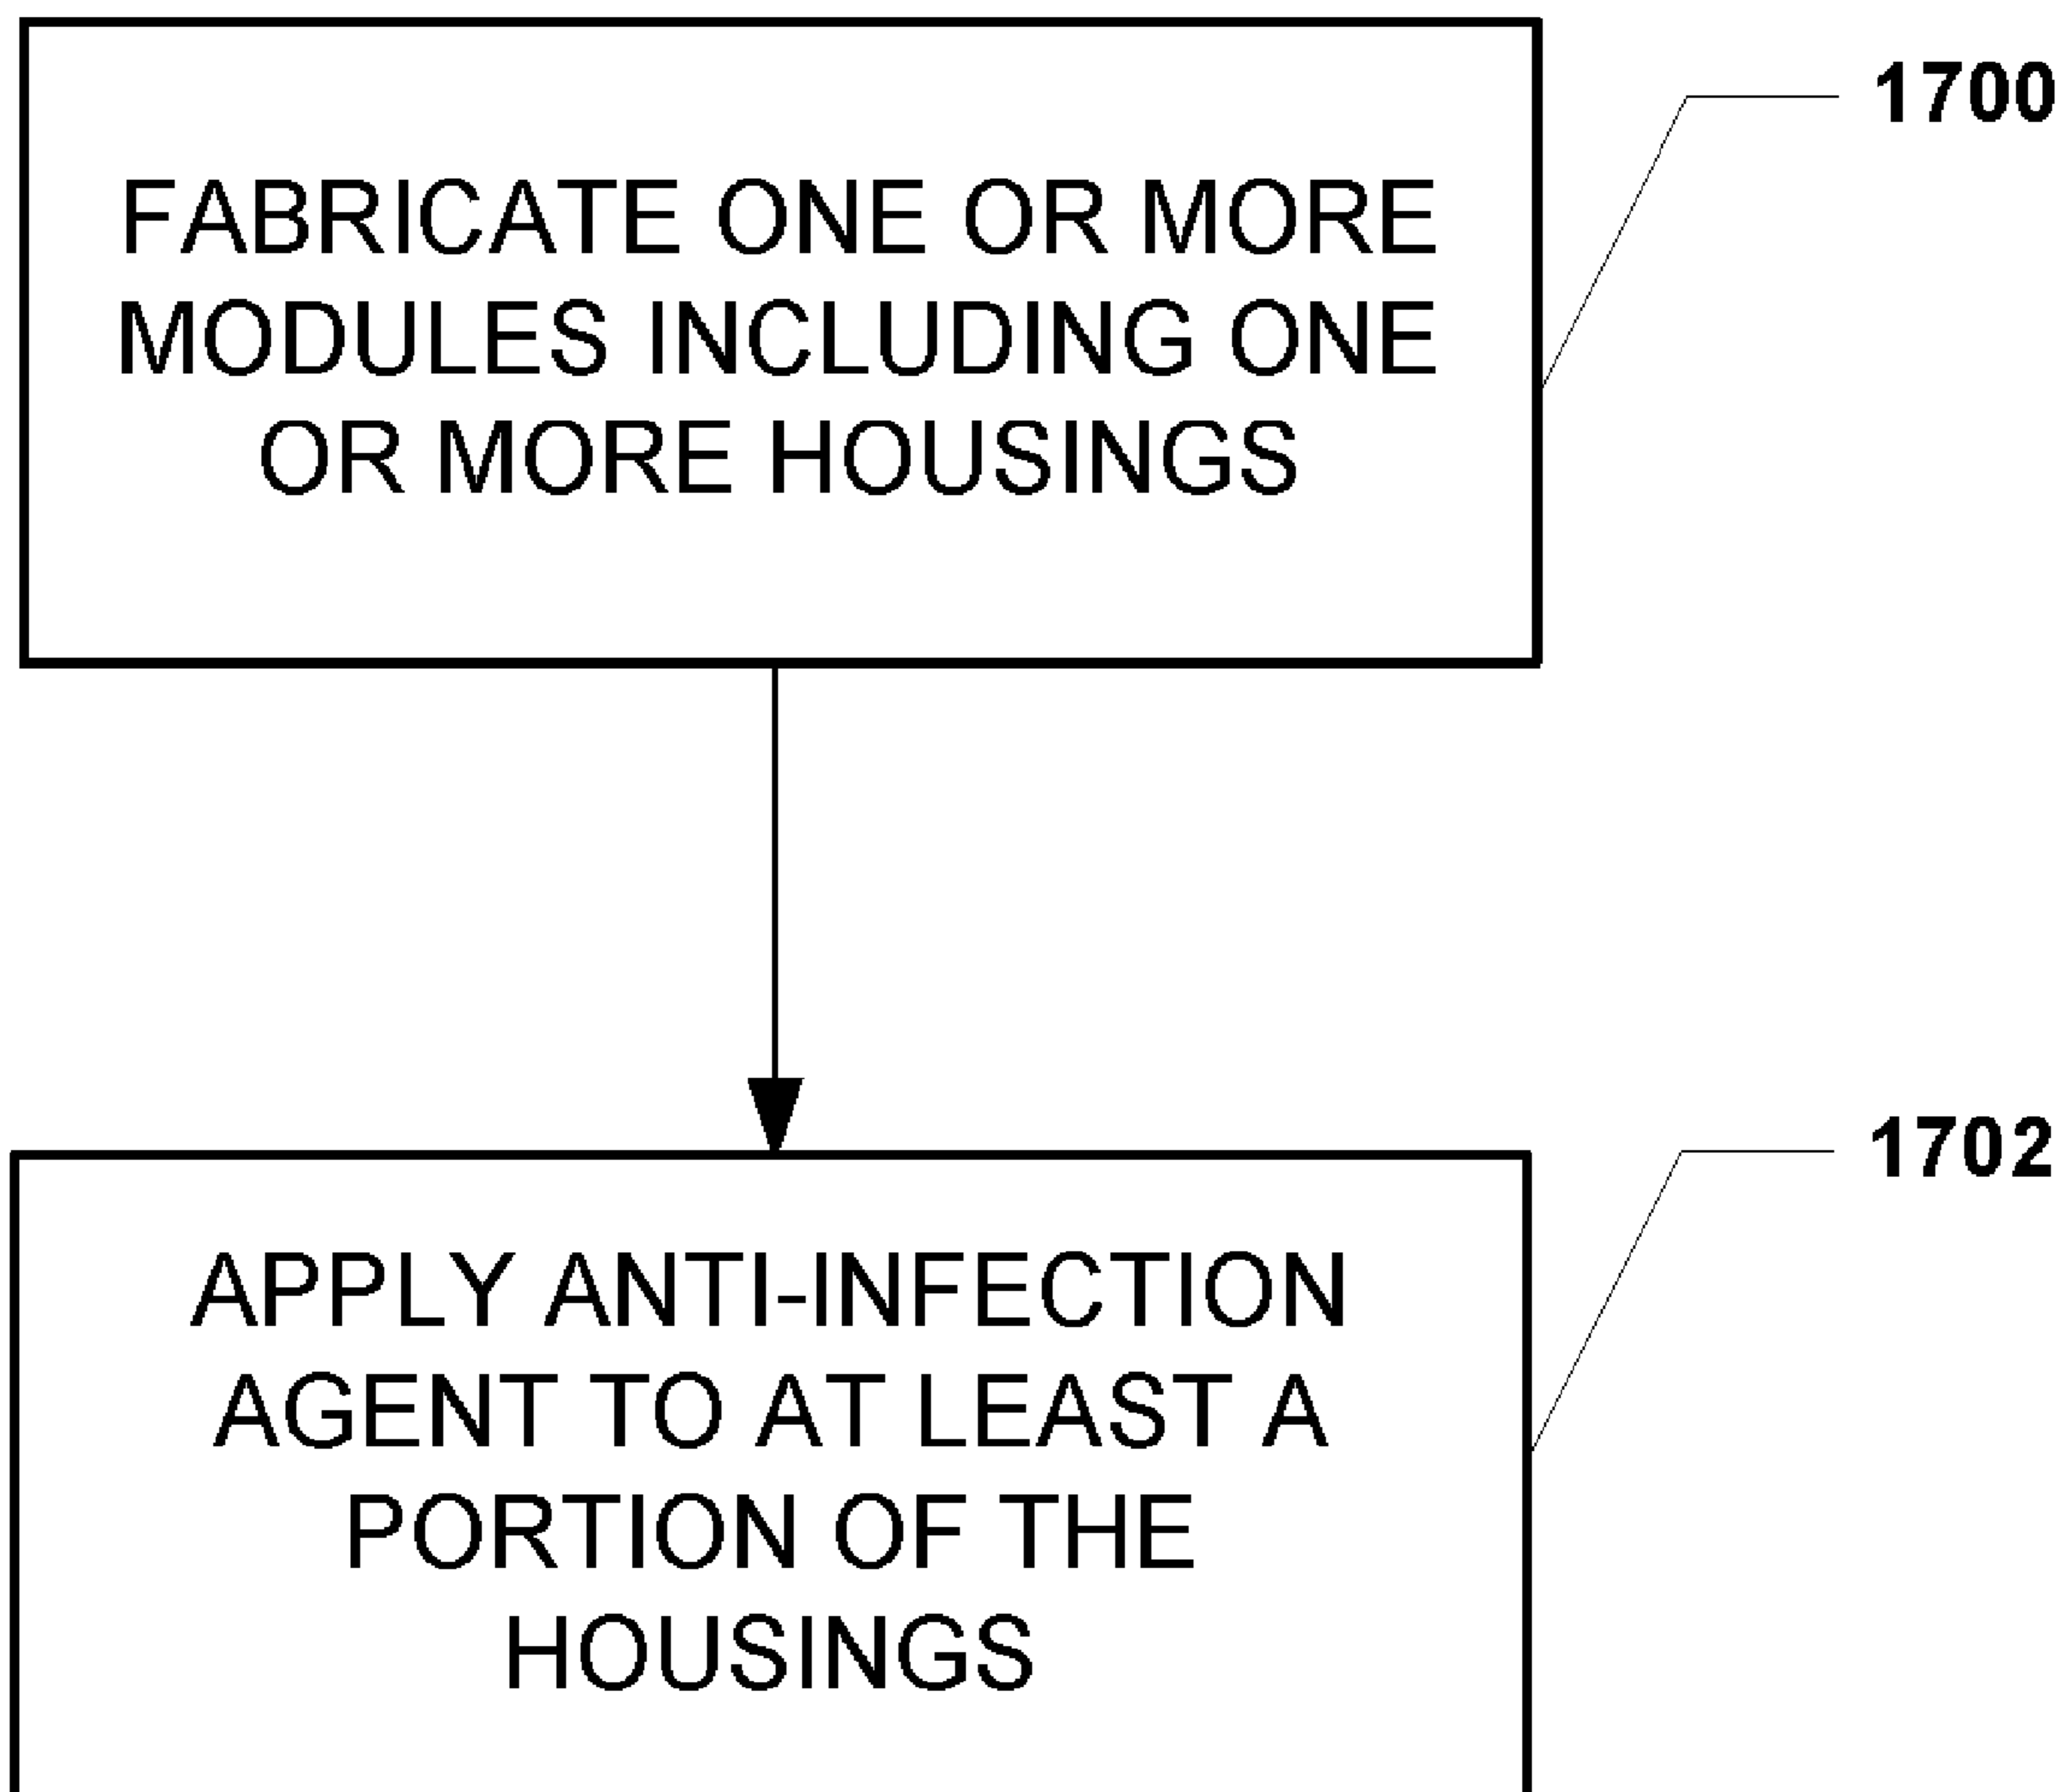 1700
FABRICATE ONE OR MORE
MODULES INCLUDING ONE
OR MORE HOUSINGS
1702
APPLY ANTI-INFECTION
AGENT TO AT LEAST A
PORTION OF THE
HOUSINGS